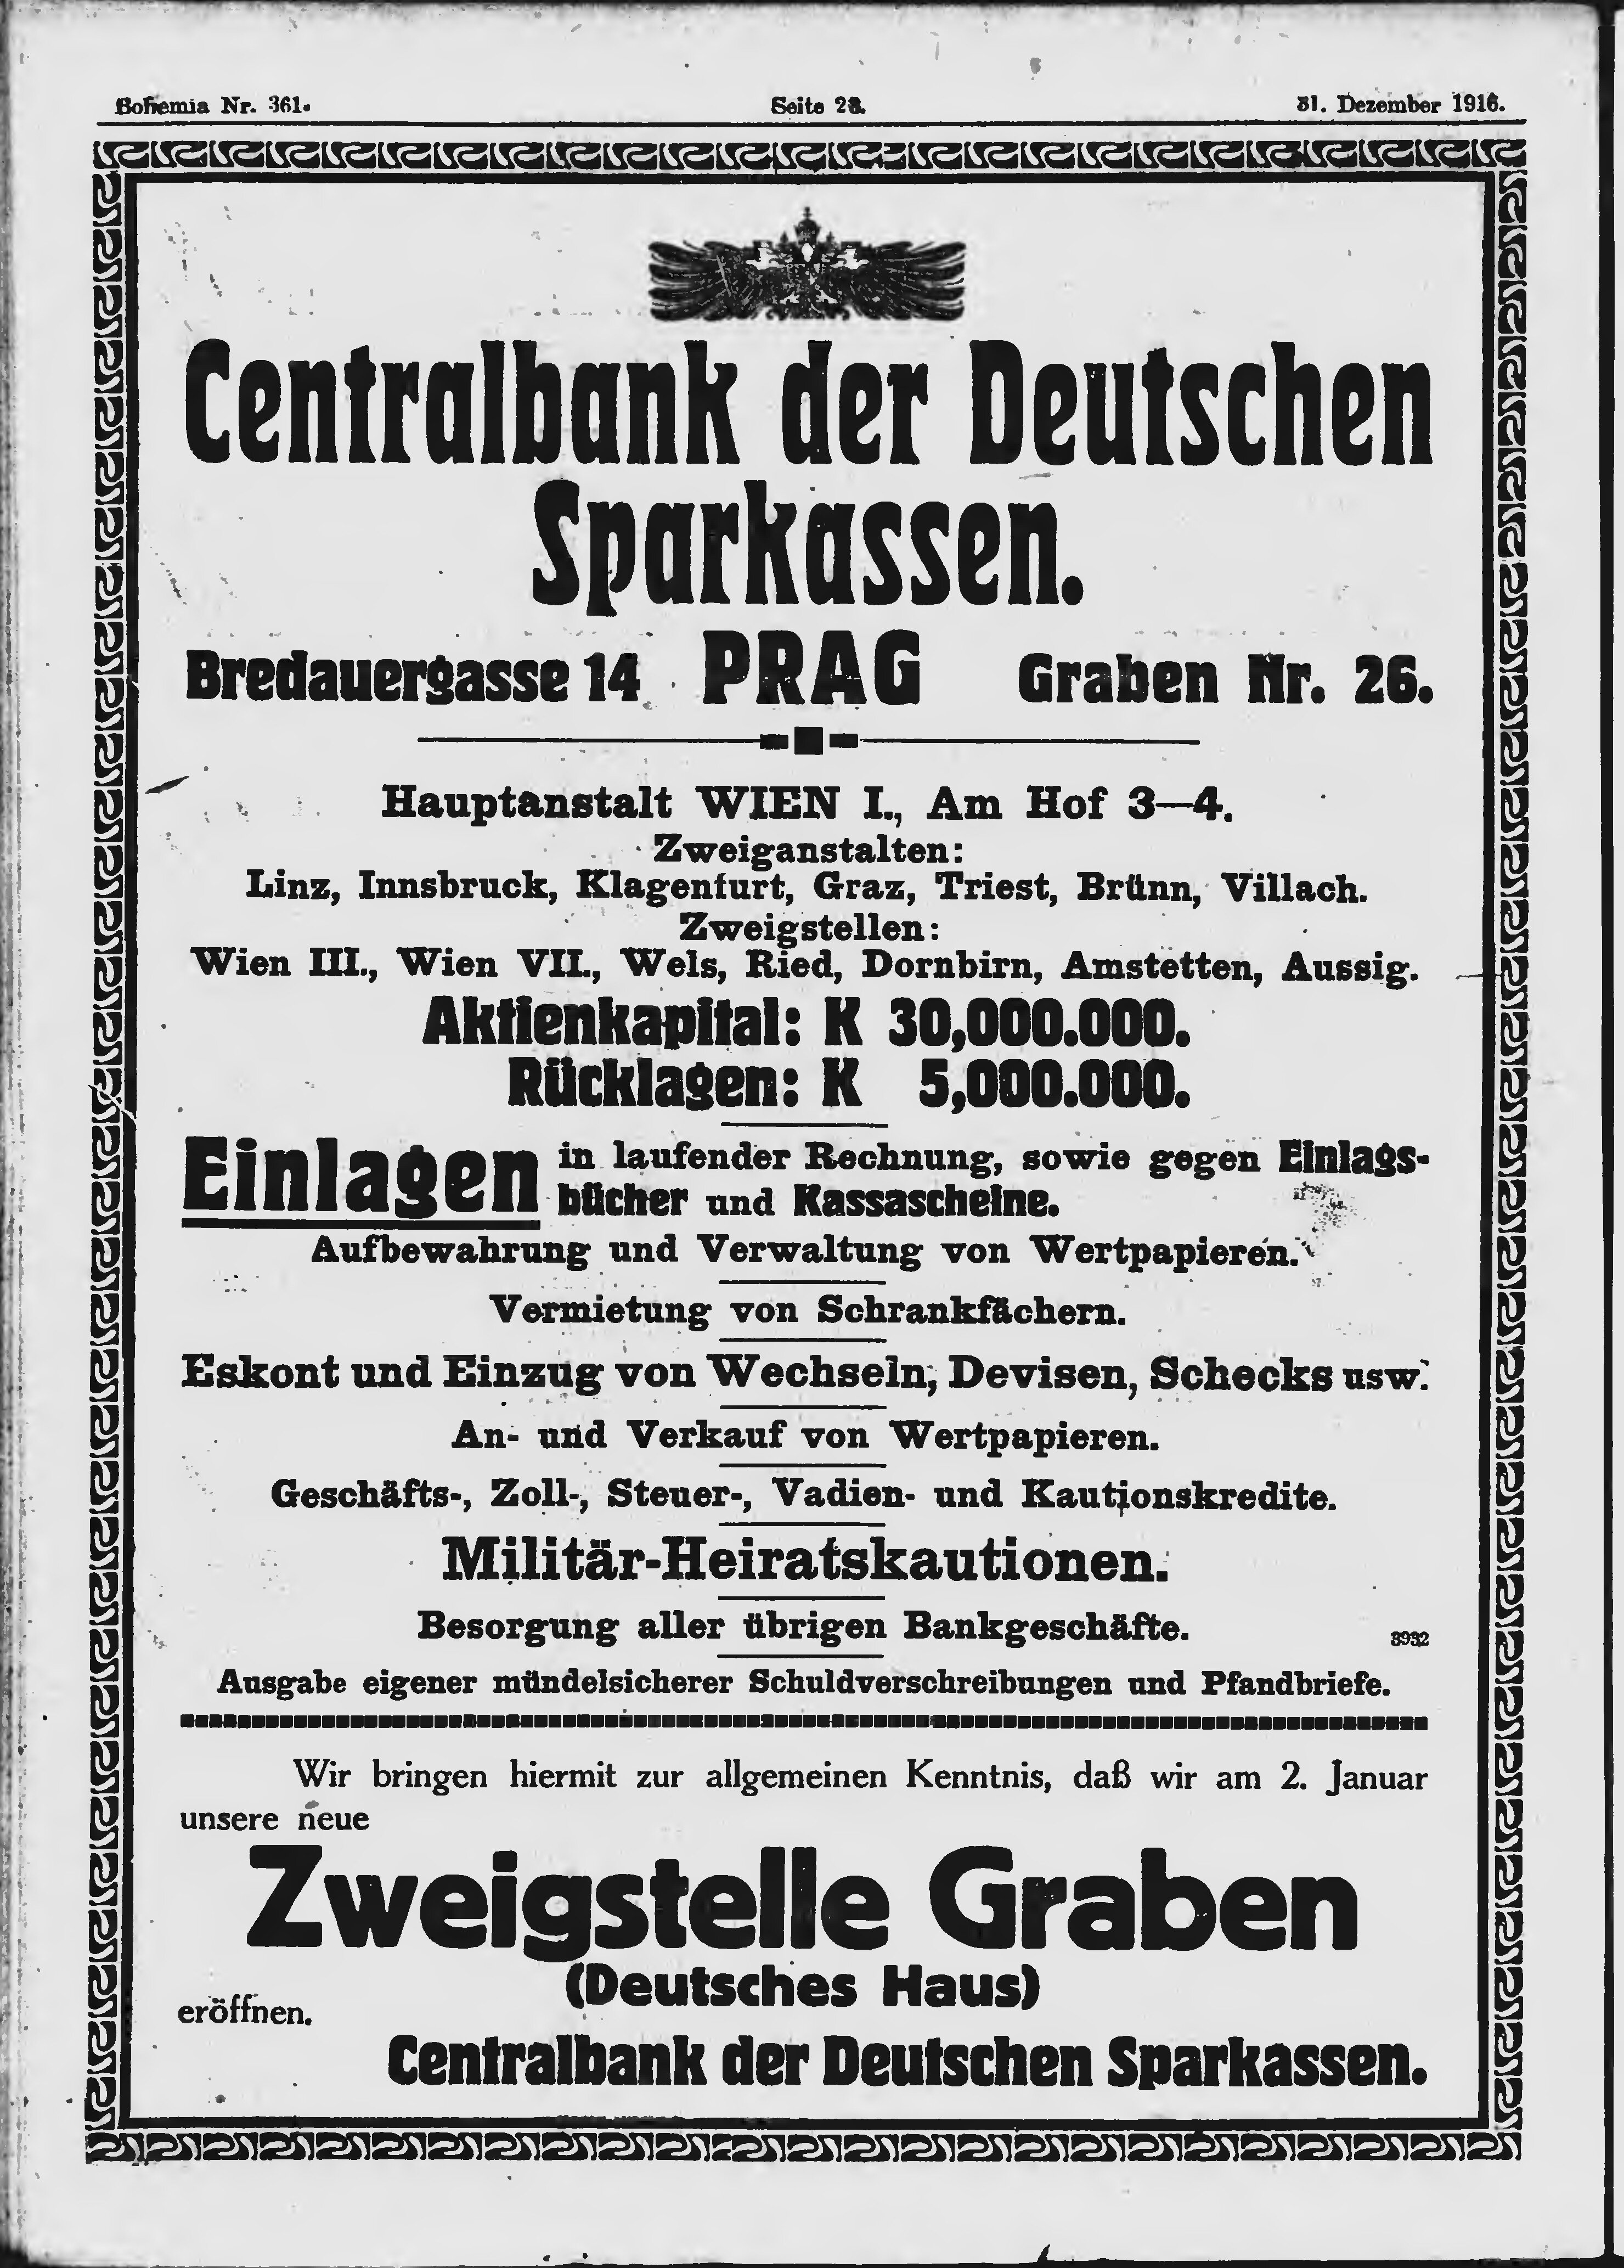 Bohemia Nr. 361.
Seite 28.
31. Dezember 1916.
Centralbank der Deutschen
Sparkassen.
Bredauergasse 14 PRAG Graben Nr. 26.
Hauptanstalt WIEN I., Am Hof 3—4.
Zweiganstalten:
Linz, Innsbruck, Klagenfurt, Graz, Triest, Brünn, Villach.
Zweigstellen:
Wien III., Wien VII., Wels, Ried, Dornbirn, Amstetten, Aussig.
Aktienkapital: K 30,000.000.
Rücklagen: K 5,000.000.
Einlagen in laufender Rechnung, sowie gegen Einlags-
bücher und Kassascheine.
Aufbewahrung und Verwaltung von Wertpapieren.
Vermietung von Schrankfächern.
Eskont und Einzug von Wechseln, Devisen, Schecks usw.
An- und Verkauf von Wertpapieren.
Geschäfts-, Zoll-, Steuer-, Vadien- und Kautionskredite.
Militär-Heiratskautionen.
Besorgung aller übrigen Bankgeschäfte.
3932
Ausgabe eigener mündelsicherer Schuldverschreibungen und Pfandbriefe.
Wir bringen hiermit zur allgemeinen Kenntnis, daß wir am 2. Januar
unsere neue
Zweigstelle Graben
(Deutsches Haus)
eröffnen.
Centralbank der Deutschen Sparkassen.